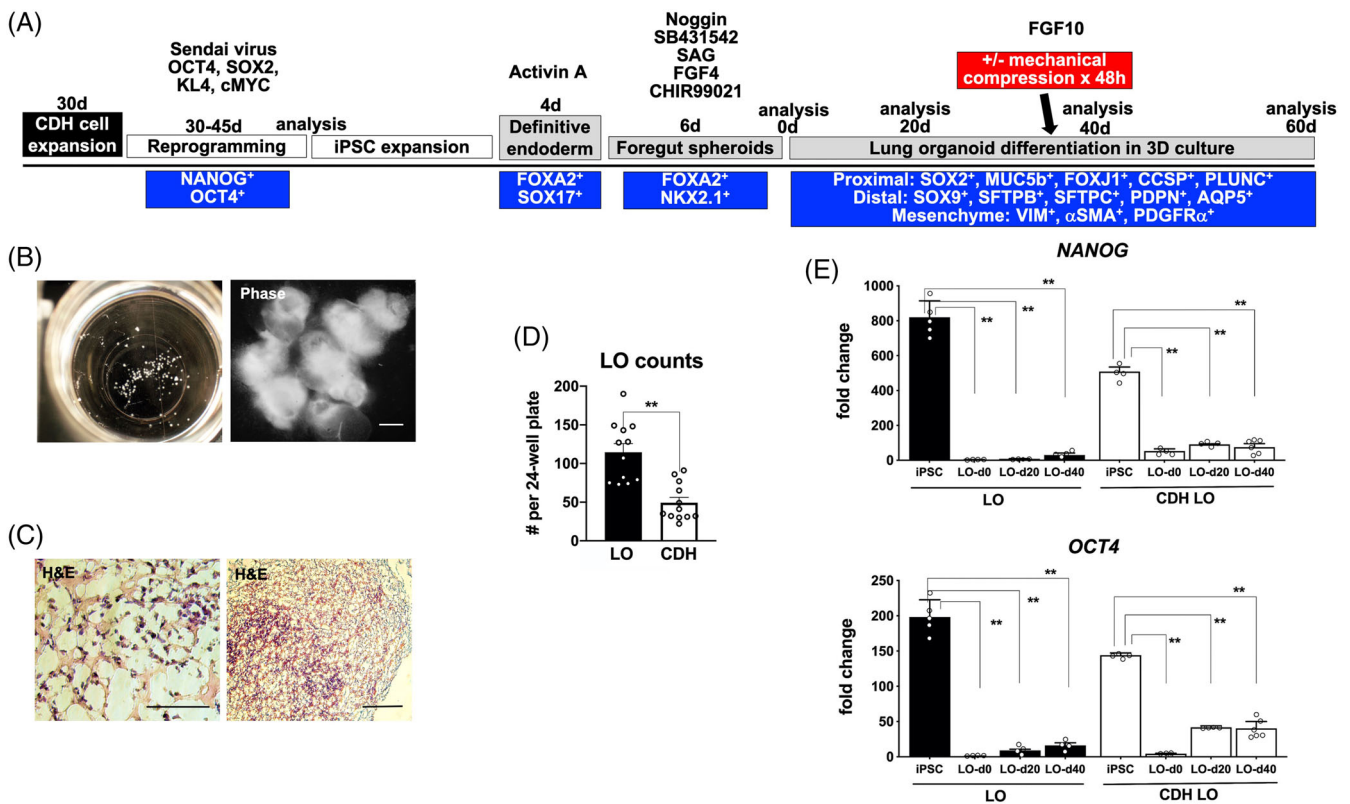 (A)
Sendai virus
OCT4, SOX2,
KL4, cMYC
Activin A
Noggin
SB431542
SAG
FGF4
CHIR99021
FGF10
+/- mechanical
compression x 48h
30d
CDH cell
expansion
30-45d
Reprogramming
analysis
iPSC expansion
4d
Definitive
endoderm
6d
Foregut spheroids
analysis
0d
analysis
20d
analysis
40d
analysis
60d
Lung organoid differentiation in 3D culture
NANOG⁺
OCT4⁺
FOXA2⁺
SOX17⁺
FOXA2⁺
NKX2.1⁺
Proximal: SOX2⁺, MUC5b⁺, FOXJ1⁺, CCSP⁺, PLUNC⁺
Distal: SOX9⁺, SFTPB⁺, SFTPC⁺, PDPN⁺, AQP5⁺
Mesenchyme: VIM⁺, αSMA⁺, PDGFRα⁺
(B)
Phase
(C)
H&E
H&E
(D)
LO counts
# per 24-well plate
200
150
100
50
0
**
LO
CDH
(E)
NANOG
fold change
1000
800
600
400
200
0
**
**
**
**
**
**
iPSC
LO-d0
LO-d20
LO-d40
iPSC
LO-d0
LO-d20
LO-d40
LO
CDH LO
OCT4
fold change
250
200
150
100
50
0
**
**
**
**
**
**
iPSC
LO-d0
LO-d20
LO-d40
iPSC
LO-d0
LO-d20
LO-d40
LO
CDH LO